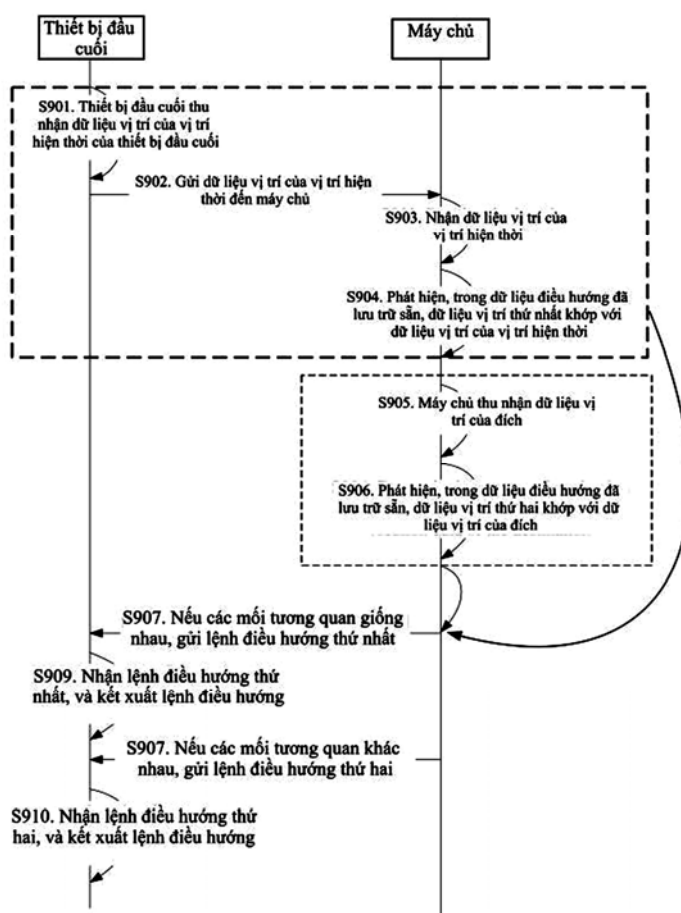 Thiết bị đầu
cuối
Máy chủ
S901. Thiết bị đầu cuối thu
nhận dữ liệu vị trí của vị trí
hiện thời của thiết bị đầu cuối
S902. Gửi dữ liệu vị trí của vị trí hiện
thời đến máy chủ
S903. Nhận dữ liệu vị trí của
vị trí hiện thời
S904. Phát hiện, trong dữ liệu điều hướng đã
lưu trữ sẵn, dữ liệu vị trí thứ nhất khớp với
dữ liệu vị trí của vị trí hiện thời
S905. Máy chủ thu nhận dữ liệu vị
trí của đích
S906. Phát hiện, trong dữ liệu điều hướng đã
lưu trữ sẵn, dữ liệu vị trí thứ hai khớp với dữ
liệu vị trí của đích
S907. Nếu các mối tương quan giống
nhau, gửi lệnh điều hướng thứ nhất
S909. Nhận lệnh điều hướng thứ
nhất, và kết xuất lệnh điều hướng
S907. Nếu các mối tương quan khác
nhau, gửi lệnh điều hướng thứ hai
S910. Nhận lệnh điều hướng thứ
hai, và kết xuất lệnh điều hướng